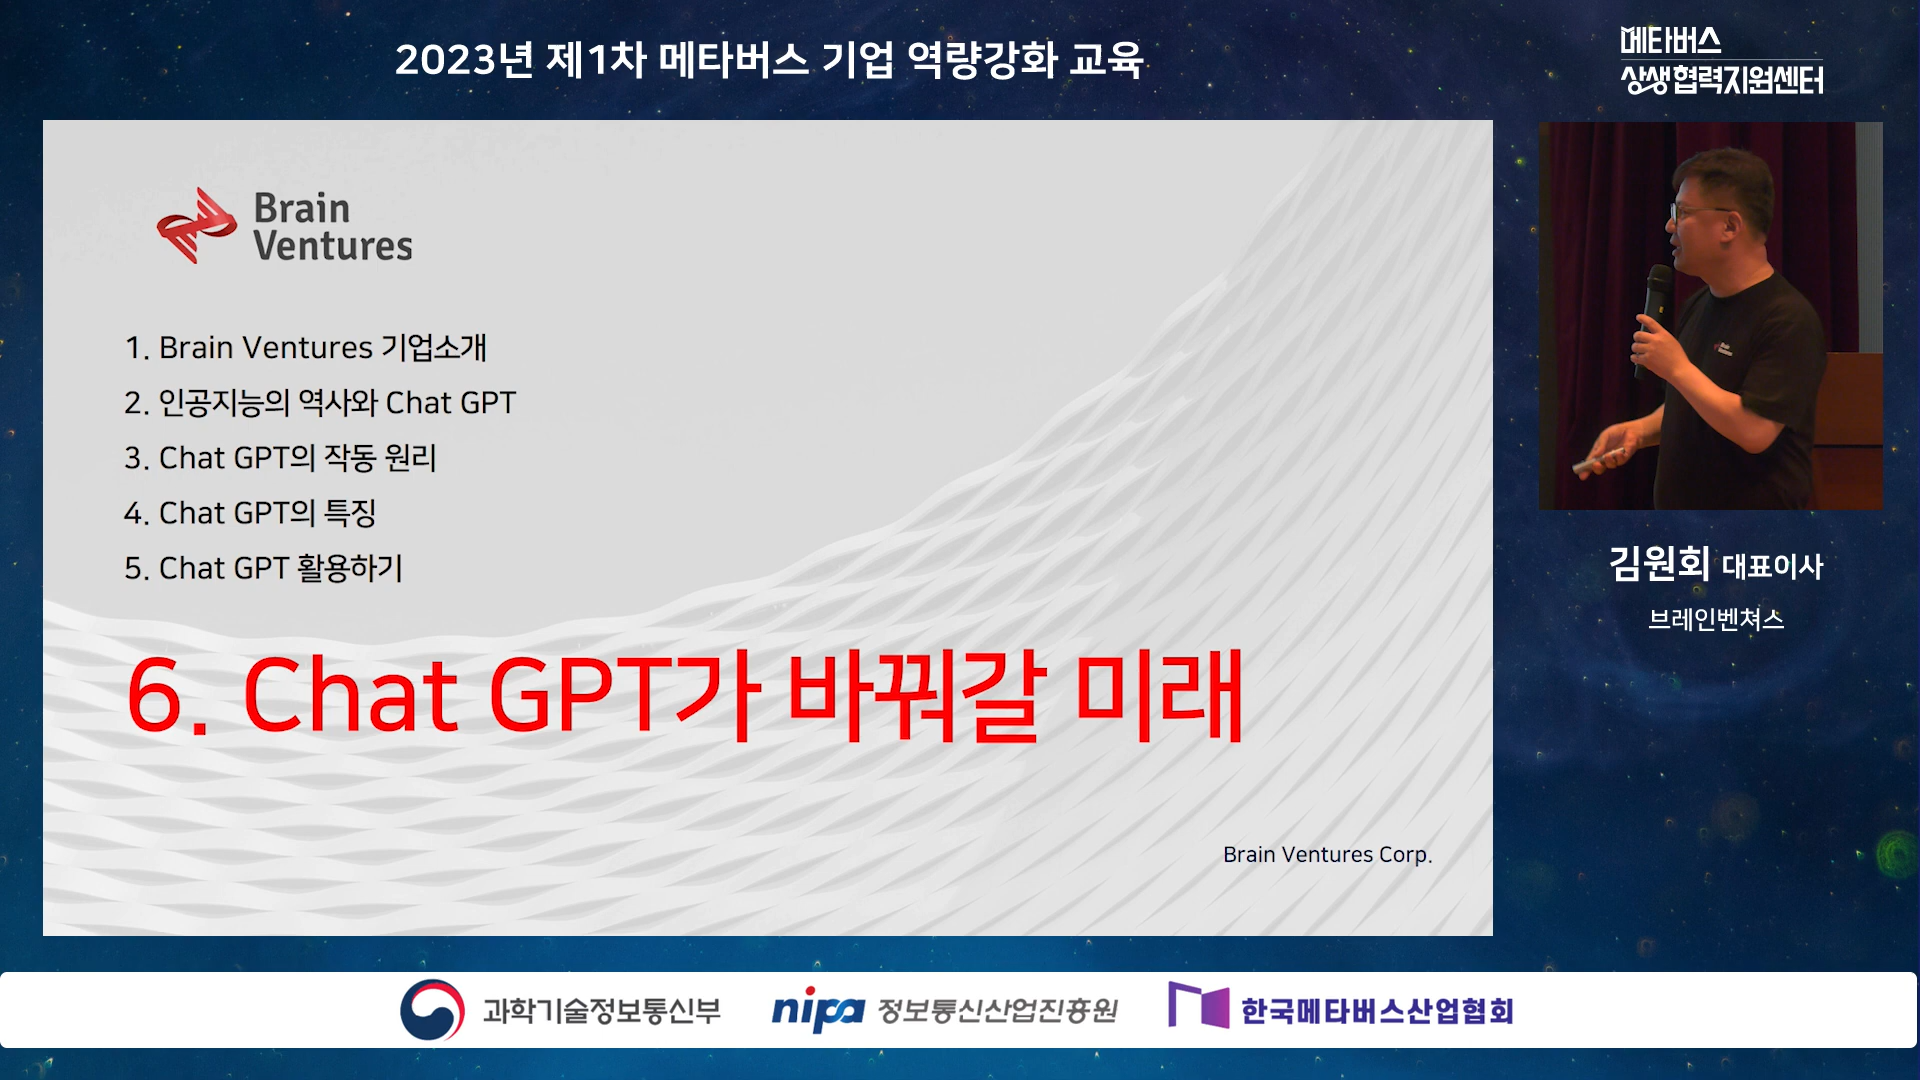 2023년 제1차 메타버스 기업 역량강화 교육
메타버스
상생협력지원센터
Brain
Ventures
1. Brain Ventures 기업소개
2. 인공지능의 역사와 Chat GPT
3. Chat GPT의 작동 원리
4. Chat GPT의 특징
5. Chat GPT 활용하기
6. Chat GPT가 바꿔갈 미래
Brain Ventures Corp.
Brain
Ventures
김원회 대표이사
브레인벤쳐스
과학기술정보통신부
nipa 정보통신산업진흥원
한국메타버스산업협회